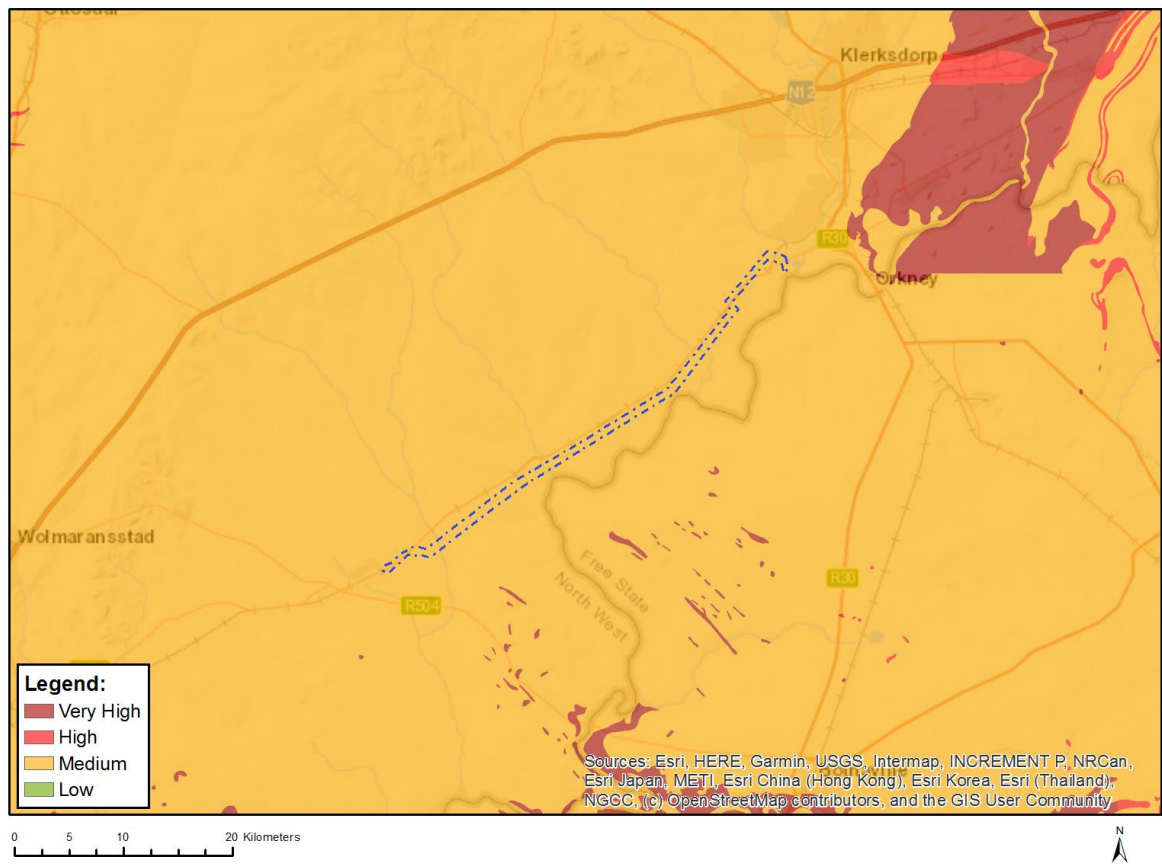 Klerksdorp
N12
R30
Orkney
Wolmaransstad
Free State
North West
R504
R30
Legend:
Very High
High
Medium
Low
Sources: Esri, HERE, Garmin, USGS, Intermap, INCREMENT P, NRCan,
Esri Japan, METI, Esri China (Hong Kong), Esri Korea, Esri (Thailand),
NGCC, (c) OpenStreetMap contributors, and the GIS User Community
0 5 10 20 Kilometers
N